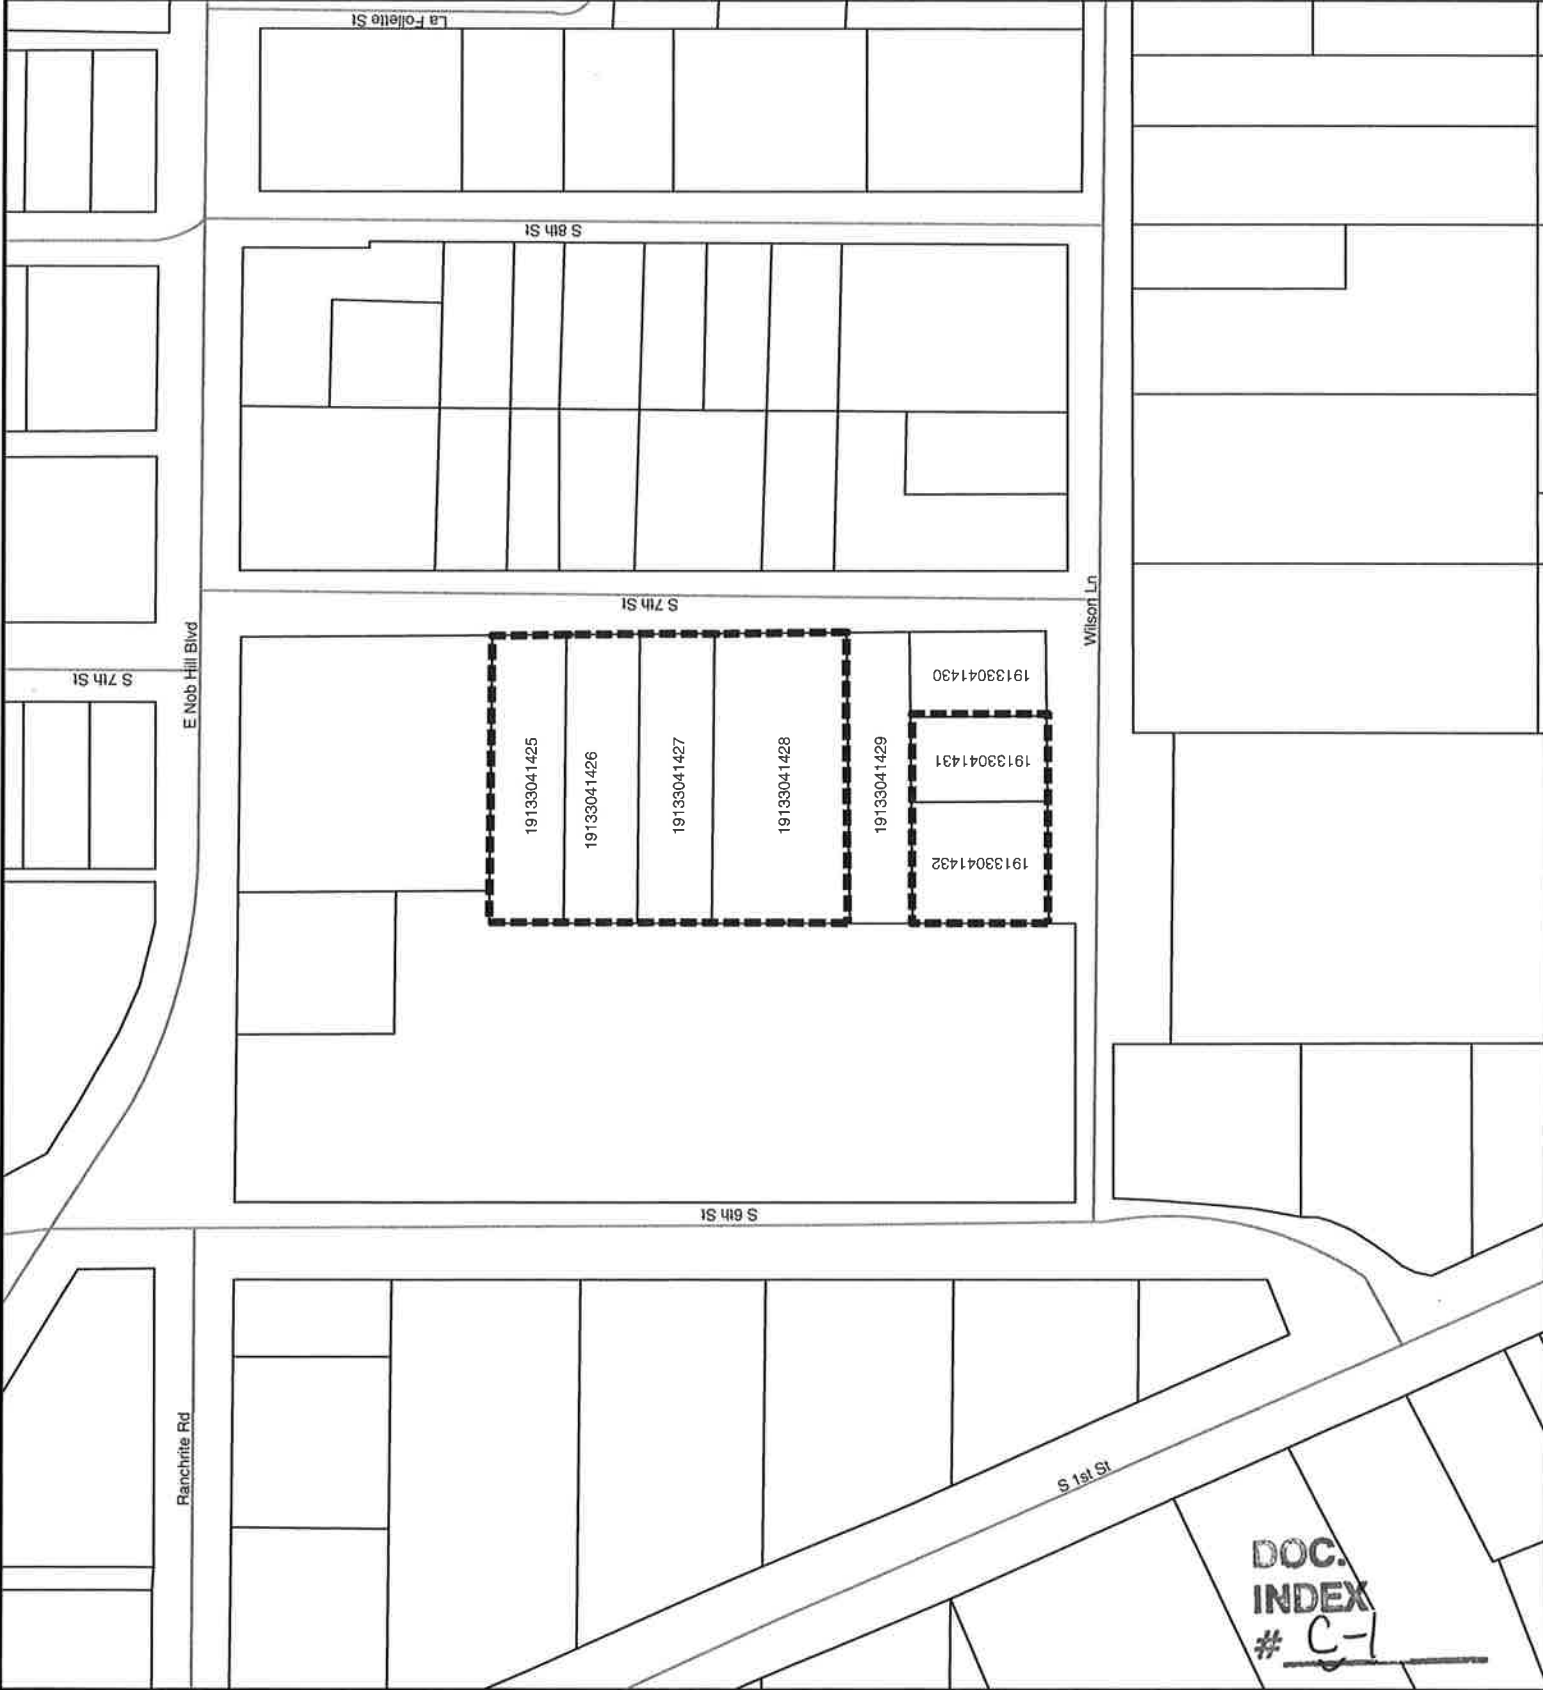 La Follette St
S 8th St
S 7th St
S 7th St
E Nob Hill Blvd
Wilson Ln
19133041425
19133041426
19133041427
19133041428
19133041429
19133041430
19133041431
19133041432
S 6th St
Ranchrite Rd
S 1st St
DOC.
INDEX
# C-1